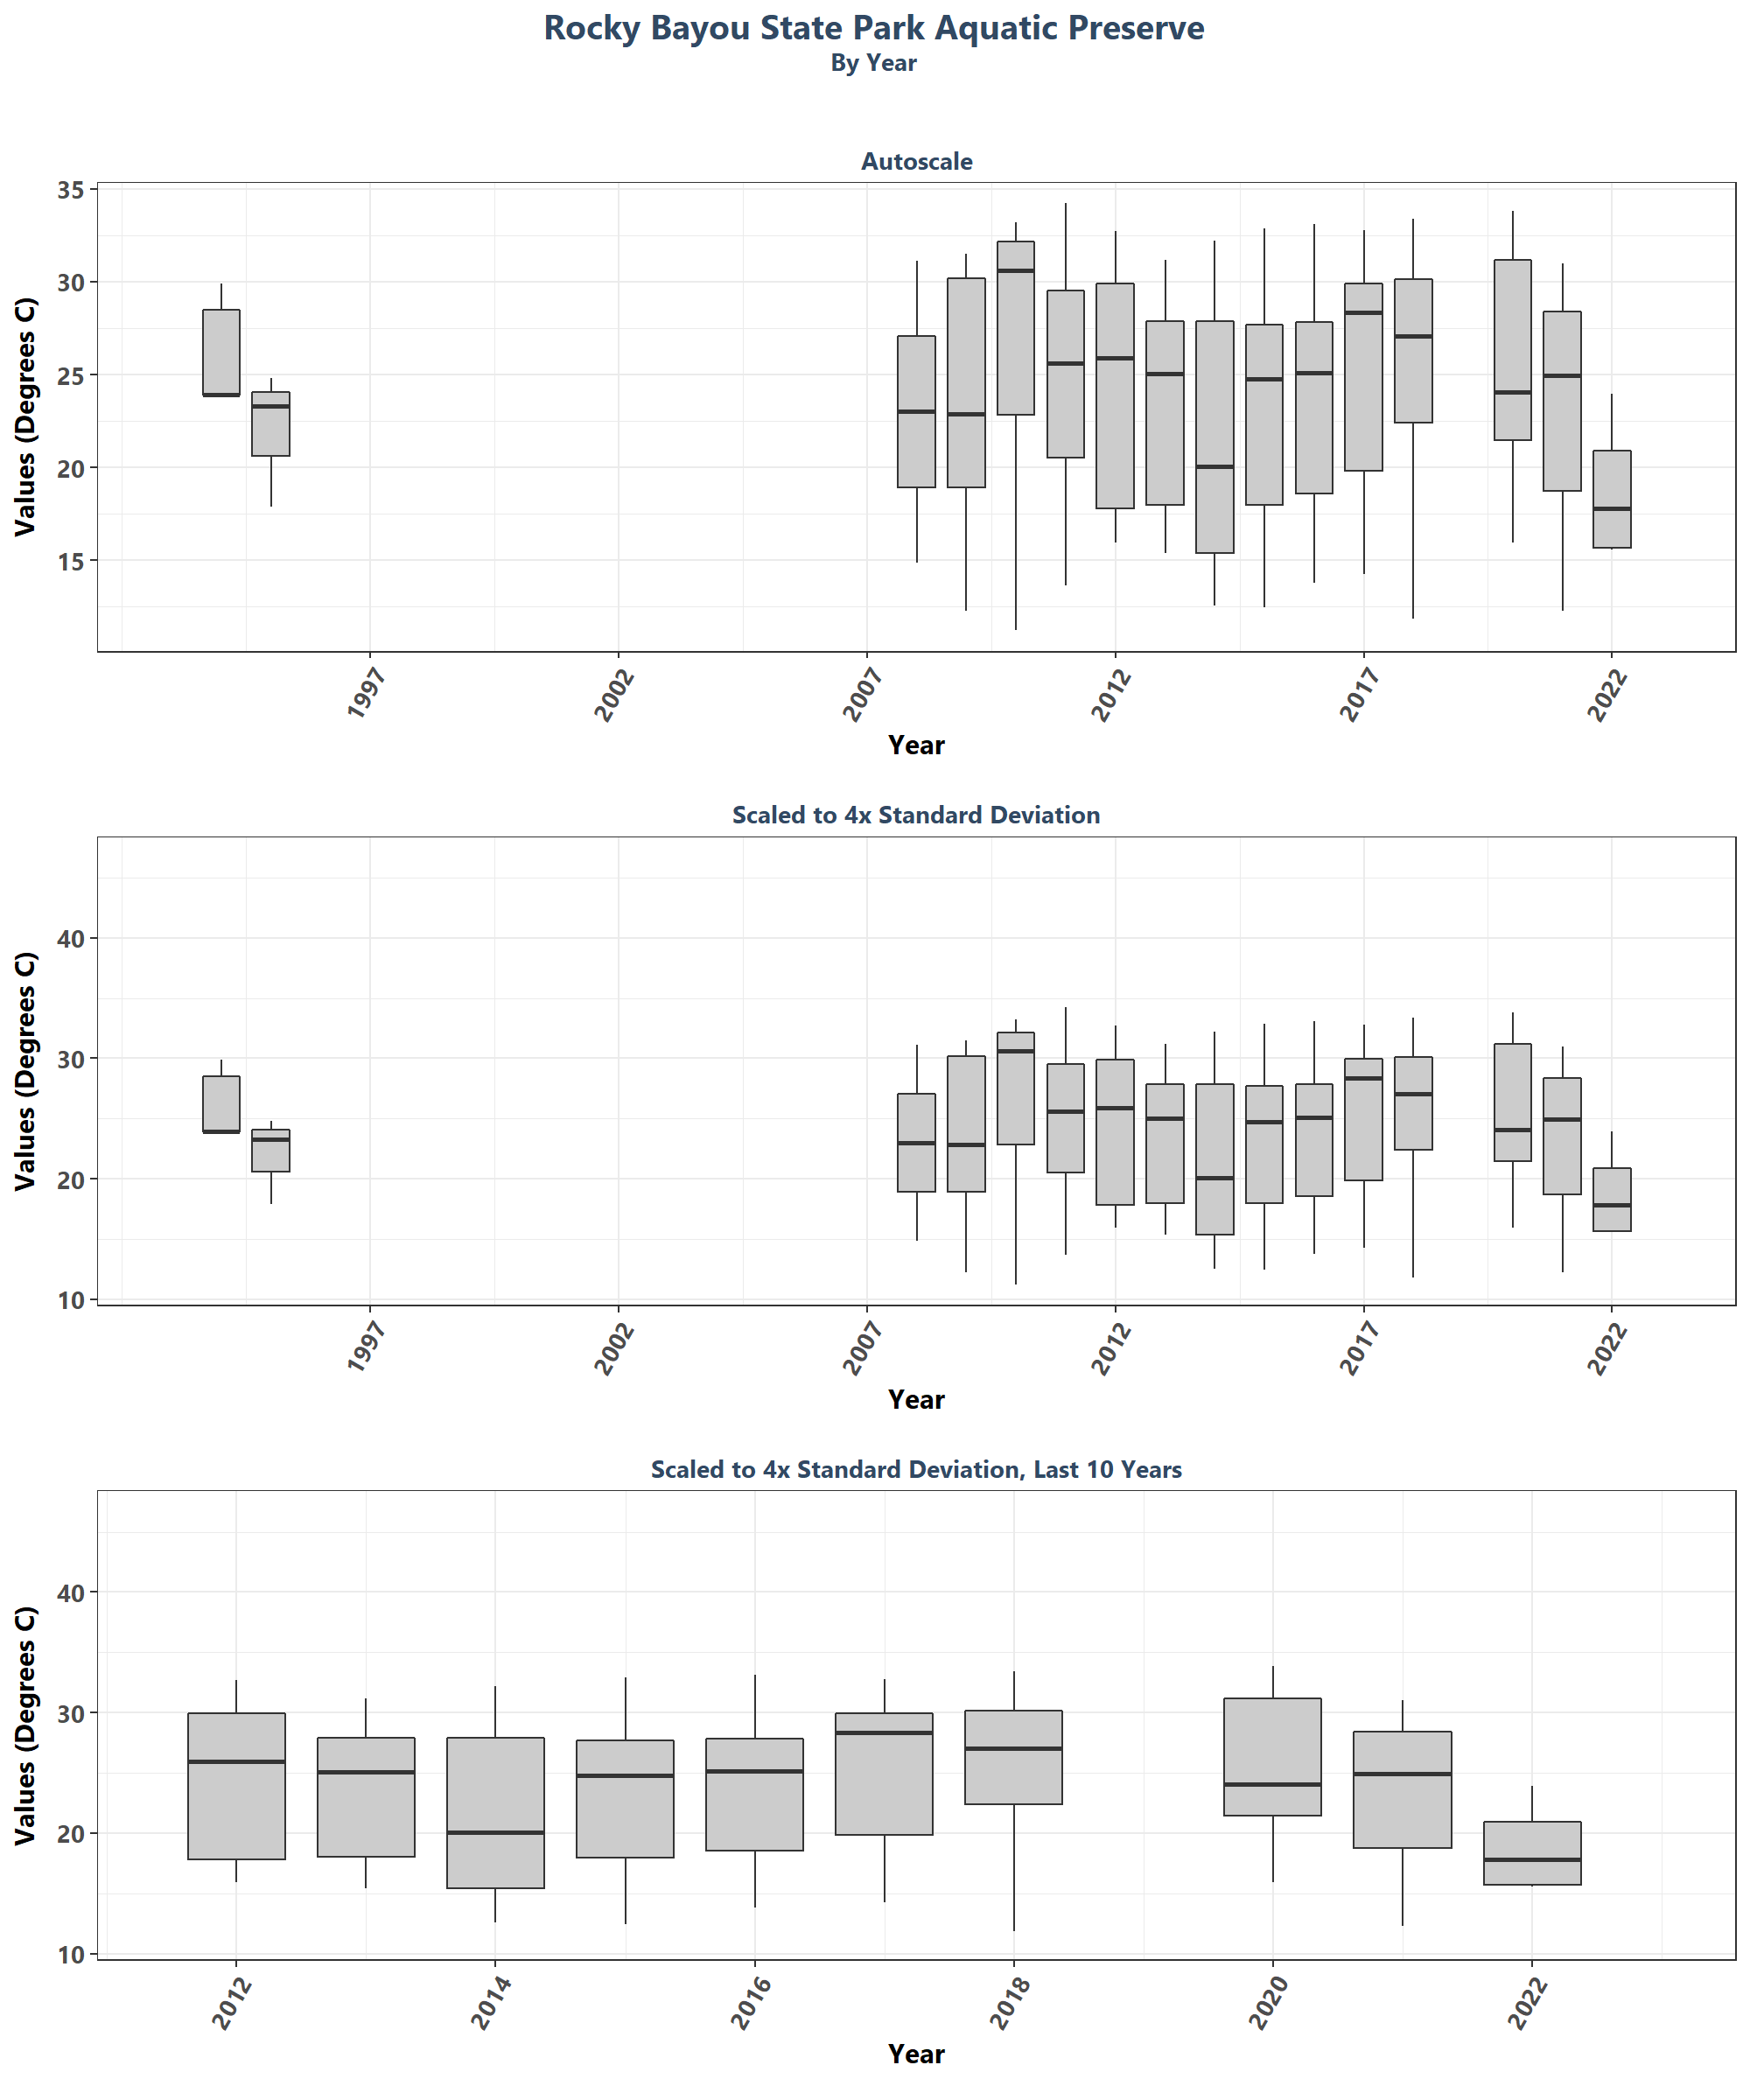 Rocky Bayou State Park Aquatic Preserve
By Year
Autoscale
Values (Degrees C)
35
30
25
20
15
1997
2002
2007
2012
2017
2022
Year
Scaled to 4x Standard Deviation
Values (Degrees C)
40
30
20
10
1997
2002
2007
2012
2017
2022
Year
Scaled to 4x Standard Deviation, Last 10 Years
Values (Degrees C)
40
30
20
10
2012
2014
2016
2018
2020
2022
Year